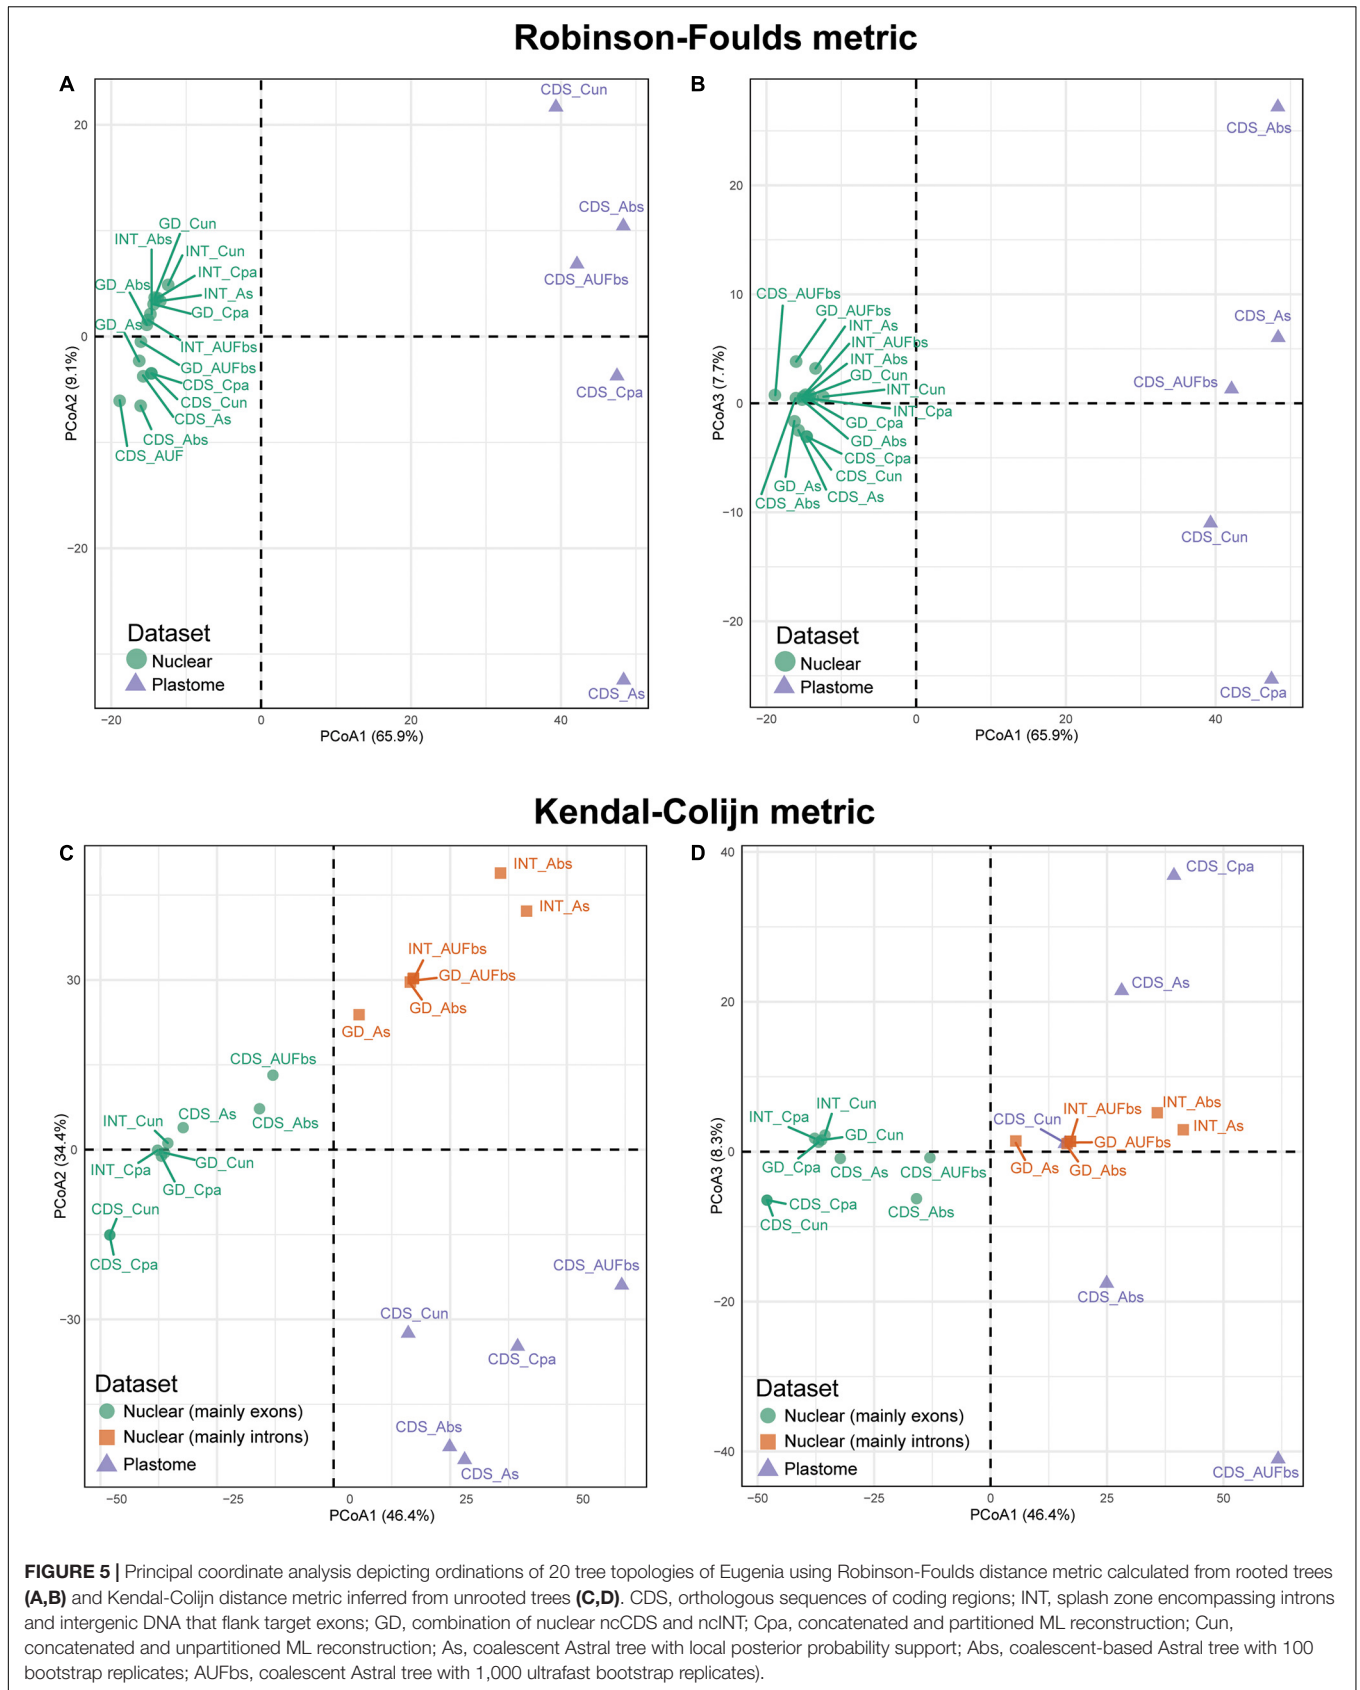 Robinson-Foulds metric
A
CDS_Cun
CDS_Abs
CDS_AUFbs
CDS_Cpa
CDS_As
GD_Cun
INT_Abs
INT_Cun
INT_Cpa
GD_Abs
INT_As
GD_Cpa
GD_As
INT_AUFbs
GD_AUFbs
CDS_Cpa
CDS_Cun
CDS_As
CDS_Abs
CDS_AUF
20
0
−20
PCoA2 (9.1%)
Dataset
Nuclear
Plastome
−20
0
20
40
PCoA1 (65.9%)
B
CDS_Abs
CDS_As
CDS_AUFbs
CDS_Cun
CDS_Cpa
CDS_AUFbs
GD_AUFbs
INT_As
INT_AUFbs
INT_Abs
GD_Cun
INT_Cun
INT_Cpa
GD_Cpa
GD_Abs
CDS_Cpa
CDS_Cun
GD_As
CDS_As
CDS_Abs
20
10
0
−10
−20
PCoA3 (7.7%)
Dataset
Nuclear
Plastome
−20
0
20
40
PCoA1 (65.9%)
Kendal-Colijn metric
C
INT_Abs
INT_As
INT_AUFbs
GD_AUFbs
GD_Abs
GD_As
CDS_AUFbs
CDS_As
CDS_Abs
INT_Cun
INT_Cpa
GD_Cun
GD_Cpa
CDS_Cun
CDS_Cpa
CDS_AUFbs
CDS_Cun
CDS_Cpa
CDS_Abs
CDS_As
30
0
−30
PCoA2 (34.4%)
Dataset
Nuclear (mainly exons)
Nuclear (mainly introns)
Plastome
−50
−25
0
25
50
PCoA1 (46.4%)
D
CDS_Cpa
CDS_As
INT_Abs
INT_As
INT_AUFbs
CDS_Cun
GD_AUFbs
GD_As
GD_Abs
INT_Cun
INT_Cpa
GD_Cun
GD_Cpa
CDS_As
CDS_AUFbs
CDS_Cpa
CDS_Abs
CDS_Cun
CDS_Abs
CDS_AUFbs
40
20
0
−20
−40
PCoA3 (8.3%)
Dataset
Nuclear (mainly exons)
Nuclear (mainly introns)
Plastome
−50
−25
0
25
50
PCoA1 (46.4%)
FIGURE 5 | Principal coordinate analysis depicting ordinations of 20 tree topologies of Eugenia using Robinson-Foulds distance metric calculated from rooted trees
(A,B) and Kendal-Colijn distance metric inferred from unrooted trees (C,D). CDS, orthologous sequences of coding regions; INT, splash zone encompassing introns
and intergenic DNA that flank target exons; GD, combination of nuclear ncCDS and ncINT; Cpa, concatenated and partitioned ML reconstruction; Cun,
concatenated and unpartitioned ML reconstruction; As, coalescent Astral tree with local posterior probability support; Abs, coalescent-based Astral tree with 100
bootstrap replicates; AUFbs, coalescent Astral tree with 1,000 ultrafast bootstrap replicates).